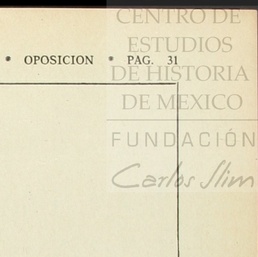 CENTRO DE
ESTUDIOS
* OPOSICION * PAG. 31
DE HISTORIA
DE MEXICO
FUNDACIÓN
Carlos Slim